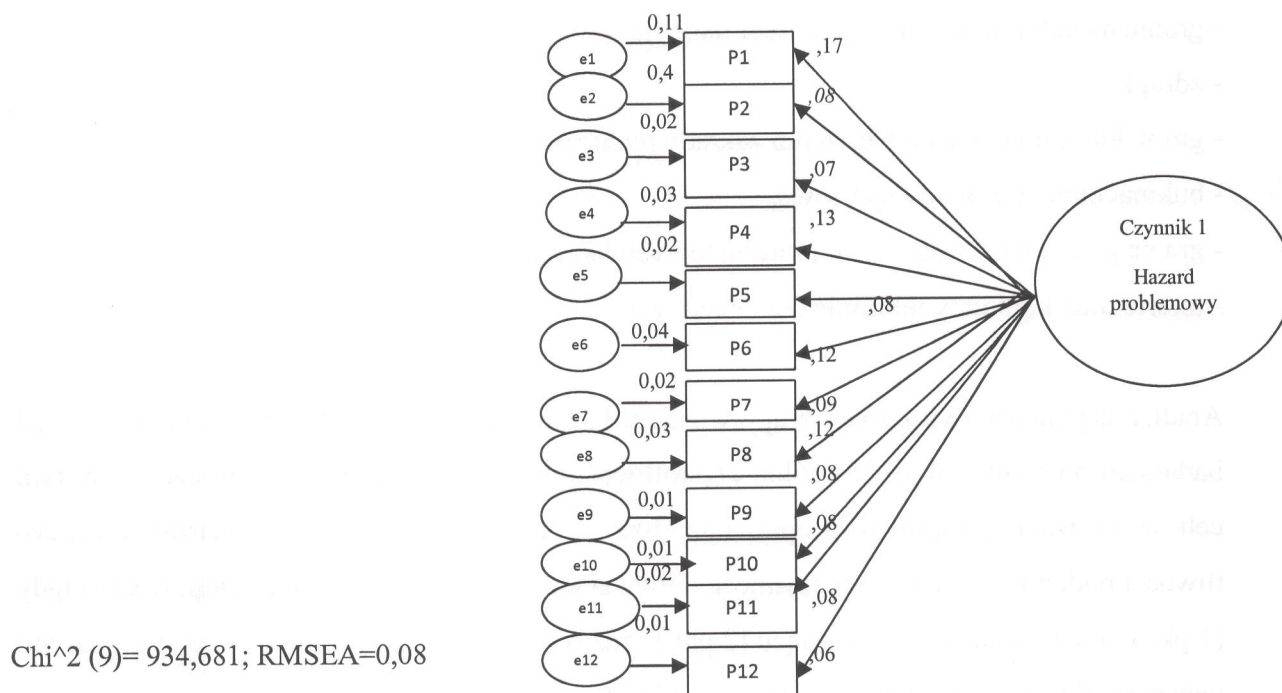 0,11
e1
P1
,17
0,4
e2
P2
,08
0,02
e3
P3
,07
0,03
e4
P4
,13
0,02
e5
P5
,08
0,04
e6
P6
,12
0,02
e7
P7
,09
0,03
e8
P8
,12
0,01
e9
P9
,08
0,01
e10
P10
,08
0,02
e11
P11
,08
0,01
e12
P12
,06
Czynnik 1
Hazard
problemowy
Chi^2 (9)= 934,681; RMSEA=0,08